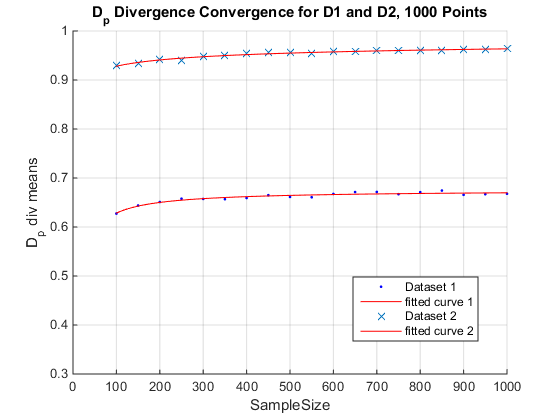 Dp Divergence Convergence for D1 and D2, 1000 Points
1
0.9
0.8
0.7
0.6
0.5
0.4
0.3
Dp div means
0 100 200 300 400 500 600 700 800 900 1000
SampleSize
Dataset 1
fitted curve 1
Dataset 2
fitted curve 2